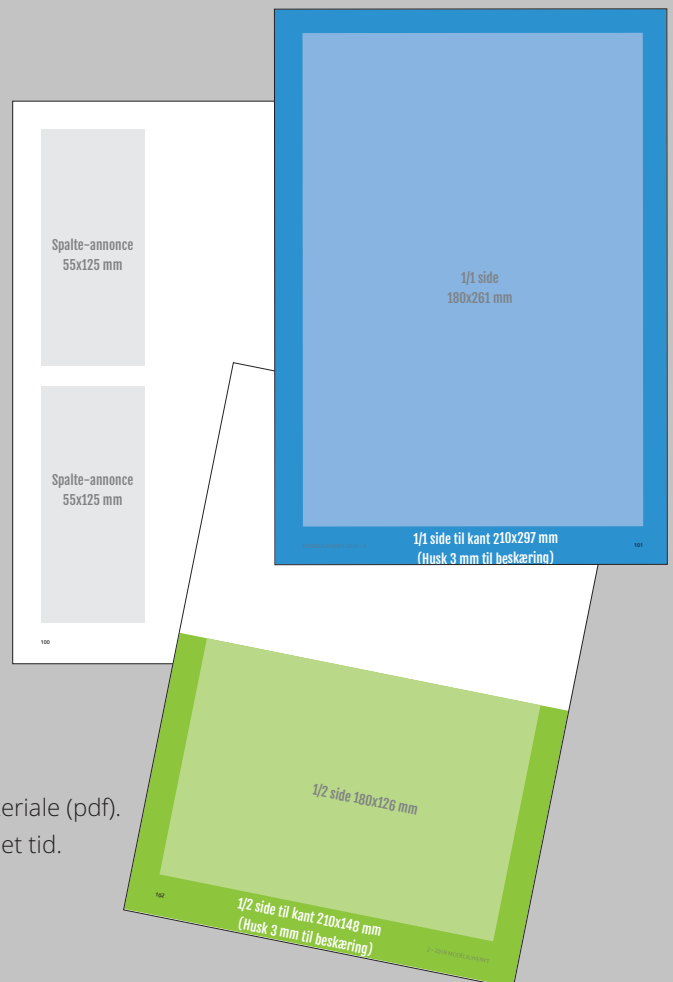 Spalte-annonce
55x125 mm
Spalte-annonce
55x125 mm
100
1/1 side
180x261 mm
1/1 side til kant 210x297 mm
(Husk 3 mm til beskæring)
101
1/2 side 180x126 mm
102
1/2 side til kant 210x148 mm
(Husk 3 mm til beskæring)
eriale (pdf).
et tid.